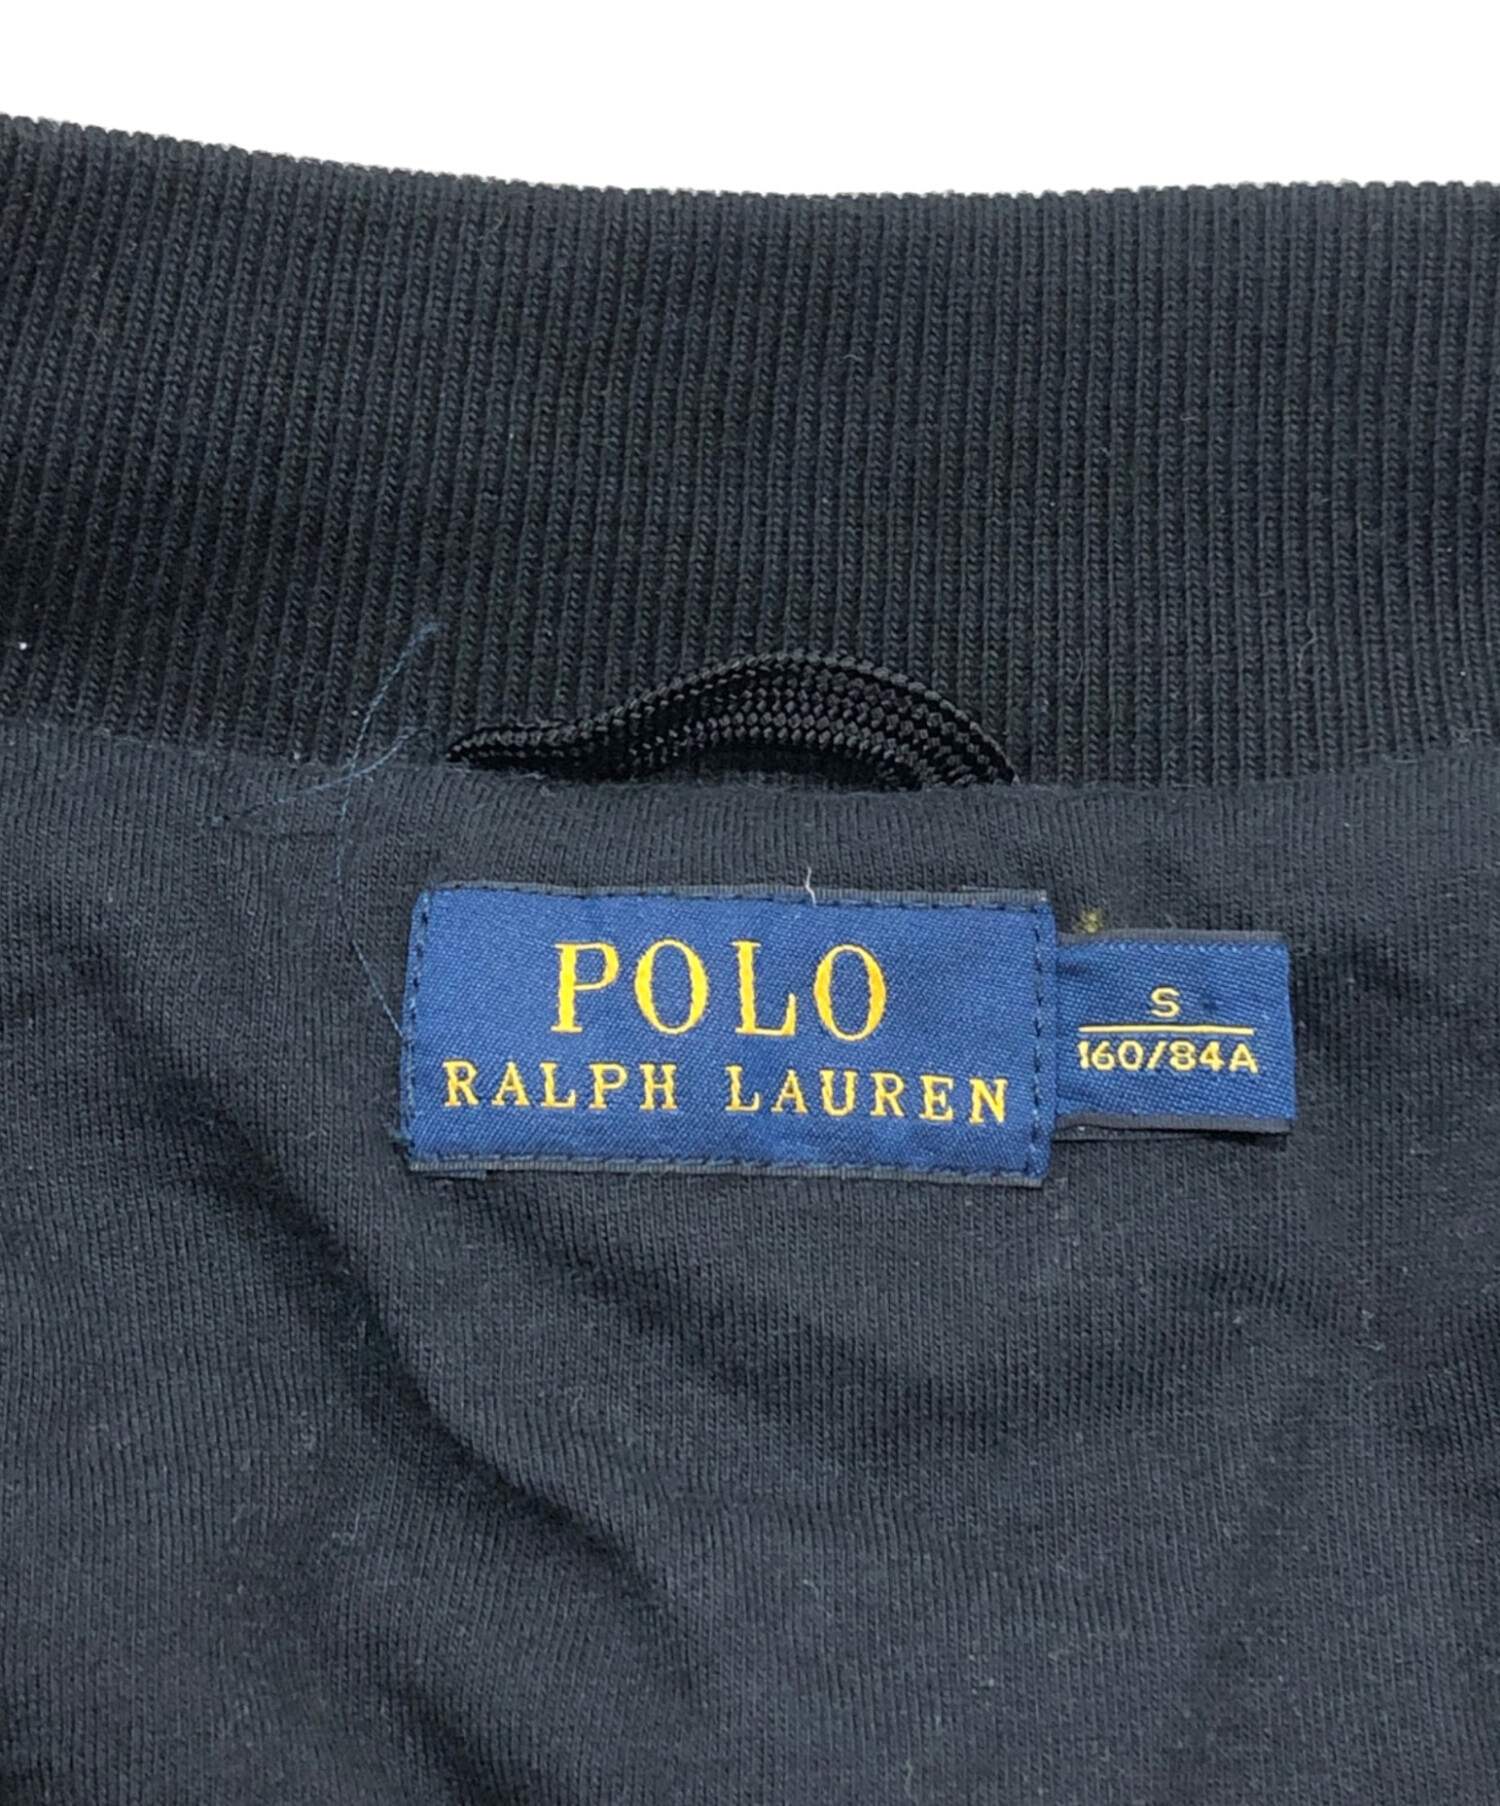 POLO
RALPH LAUREN
S
160/84A